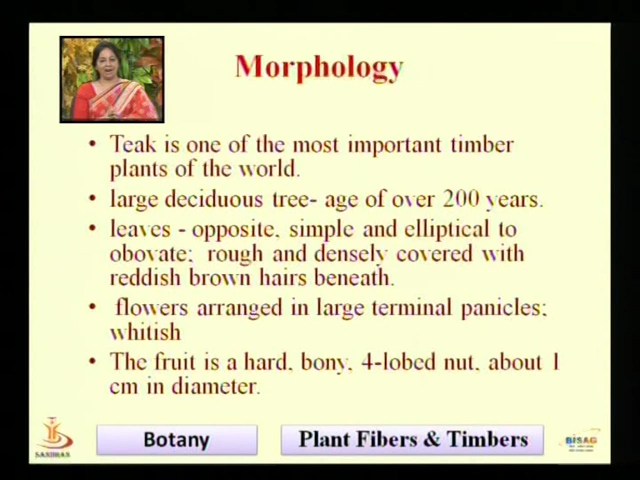 Morphology
• Teak is one of the most important timber
plants of the world.
• large deciduous tree- age of over 200 years.
• leaves - opposite, simple and elliptical to
obovate; rough and densely covered with
reddish brown hairs beneath.
• flowers arranged in large terminal panicles;
whitish
• The fruit is a hard, bony, 4-lobed nut, about 1
cm in diameter.
SANDHAN
Botany
Plant Fibers & Timbers
BISAG